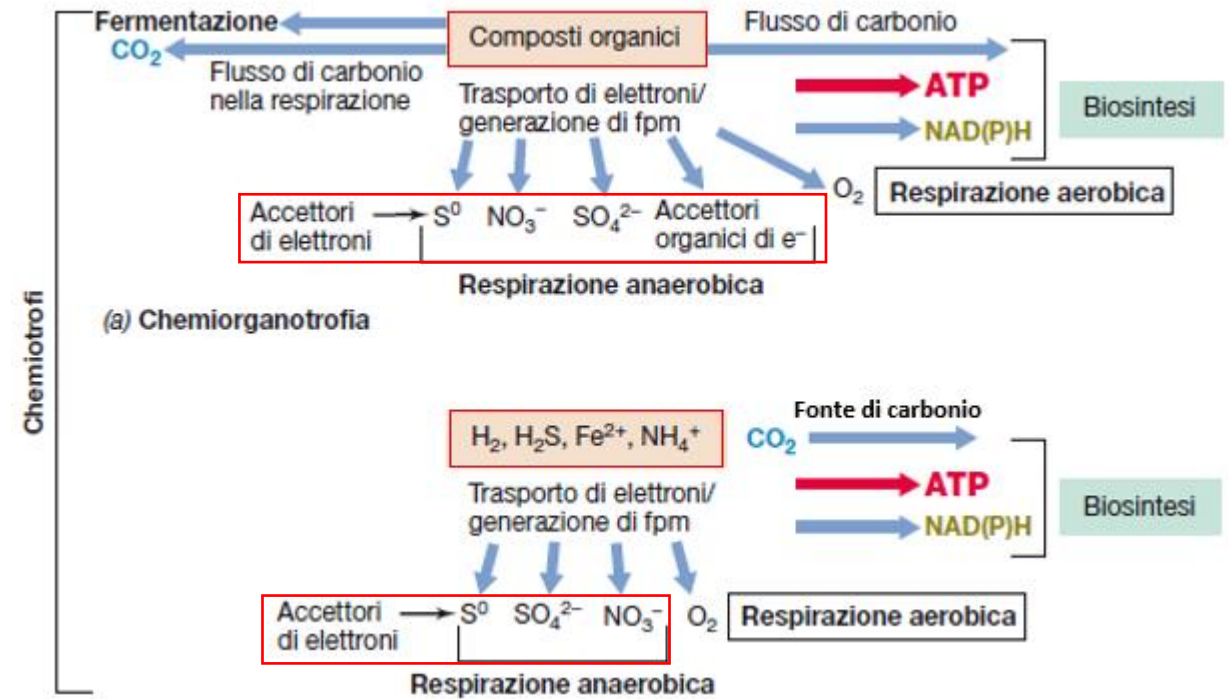 Fermentazione
Composti organici
Flusso di carbonio
CO₂
Flusso di carbonio
nella respirazione
Trasporto di elettroni/
generazione di fpm
ATP
NAD(P)H
Biosintesi
Accettori
di elettroni
S⁰ NO₃⁻ SO₄²⁻
Accettori
organici di e⁻
O₂
Respirazione aerobica
Respirazione anaerobica
Chemiotrofi
(a) Chemiorganotrofia
H₂, H₂S, Fe²⁺, NH₄⁺
CO₂
Fonte di carbonio
Trasporto di elettroni/
generazione di fpm
ATP
NAD(P)H
Biosintesi
Accettori
di elettroni
S⁰ SO₄²⁻ NO₃⁻ O₂
Respirazione aerobica
Respirazione anaerobica